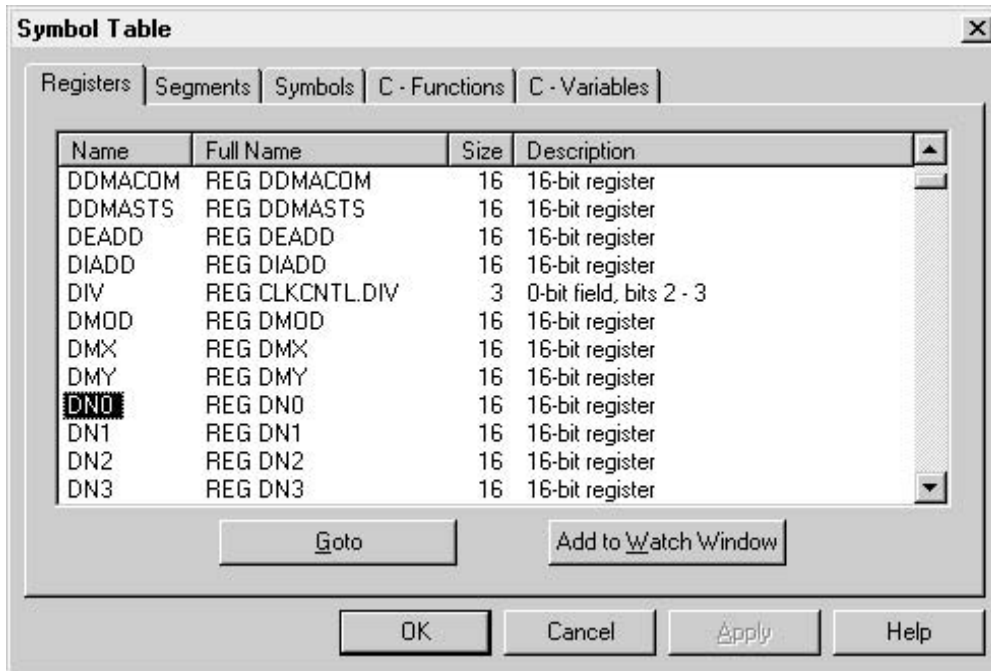 Symbol Table
Registers Segments Symbols C - Functions C - Variables
Name Full Name Size Description
DDMACOM REG DDMACOM 16 16-bit register
DDMASTS REG DDMASTS 16 16-bit register
DEADD REG DEADD 16 16-bit register
DIADD REG DIADD 16 16-bit register
DIV REG CLKCNTL.DIV 3 0-bit field, bits 2 - 3
DMOD REG DMOD 16 16-bit register
DMX REG DMX 16 16-bit register
DMY REG DMY 16 16-bit register
DN0 REG DN0 16 16-bit register
DN1 REG DN1 16 16-bit register
DN2 REG DN2 16 16-bit register
DN3 REG DN3 16 16-bit register
Goto Add to Watch Window
OK Cancel Apply Help